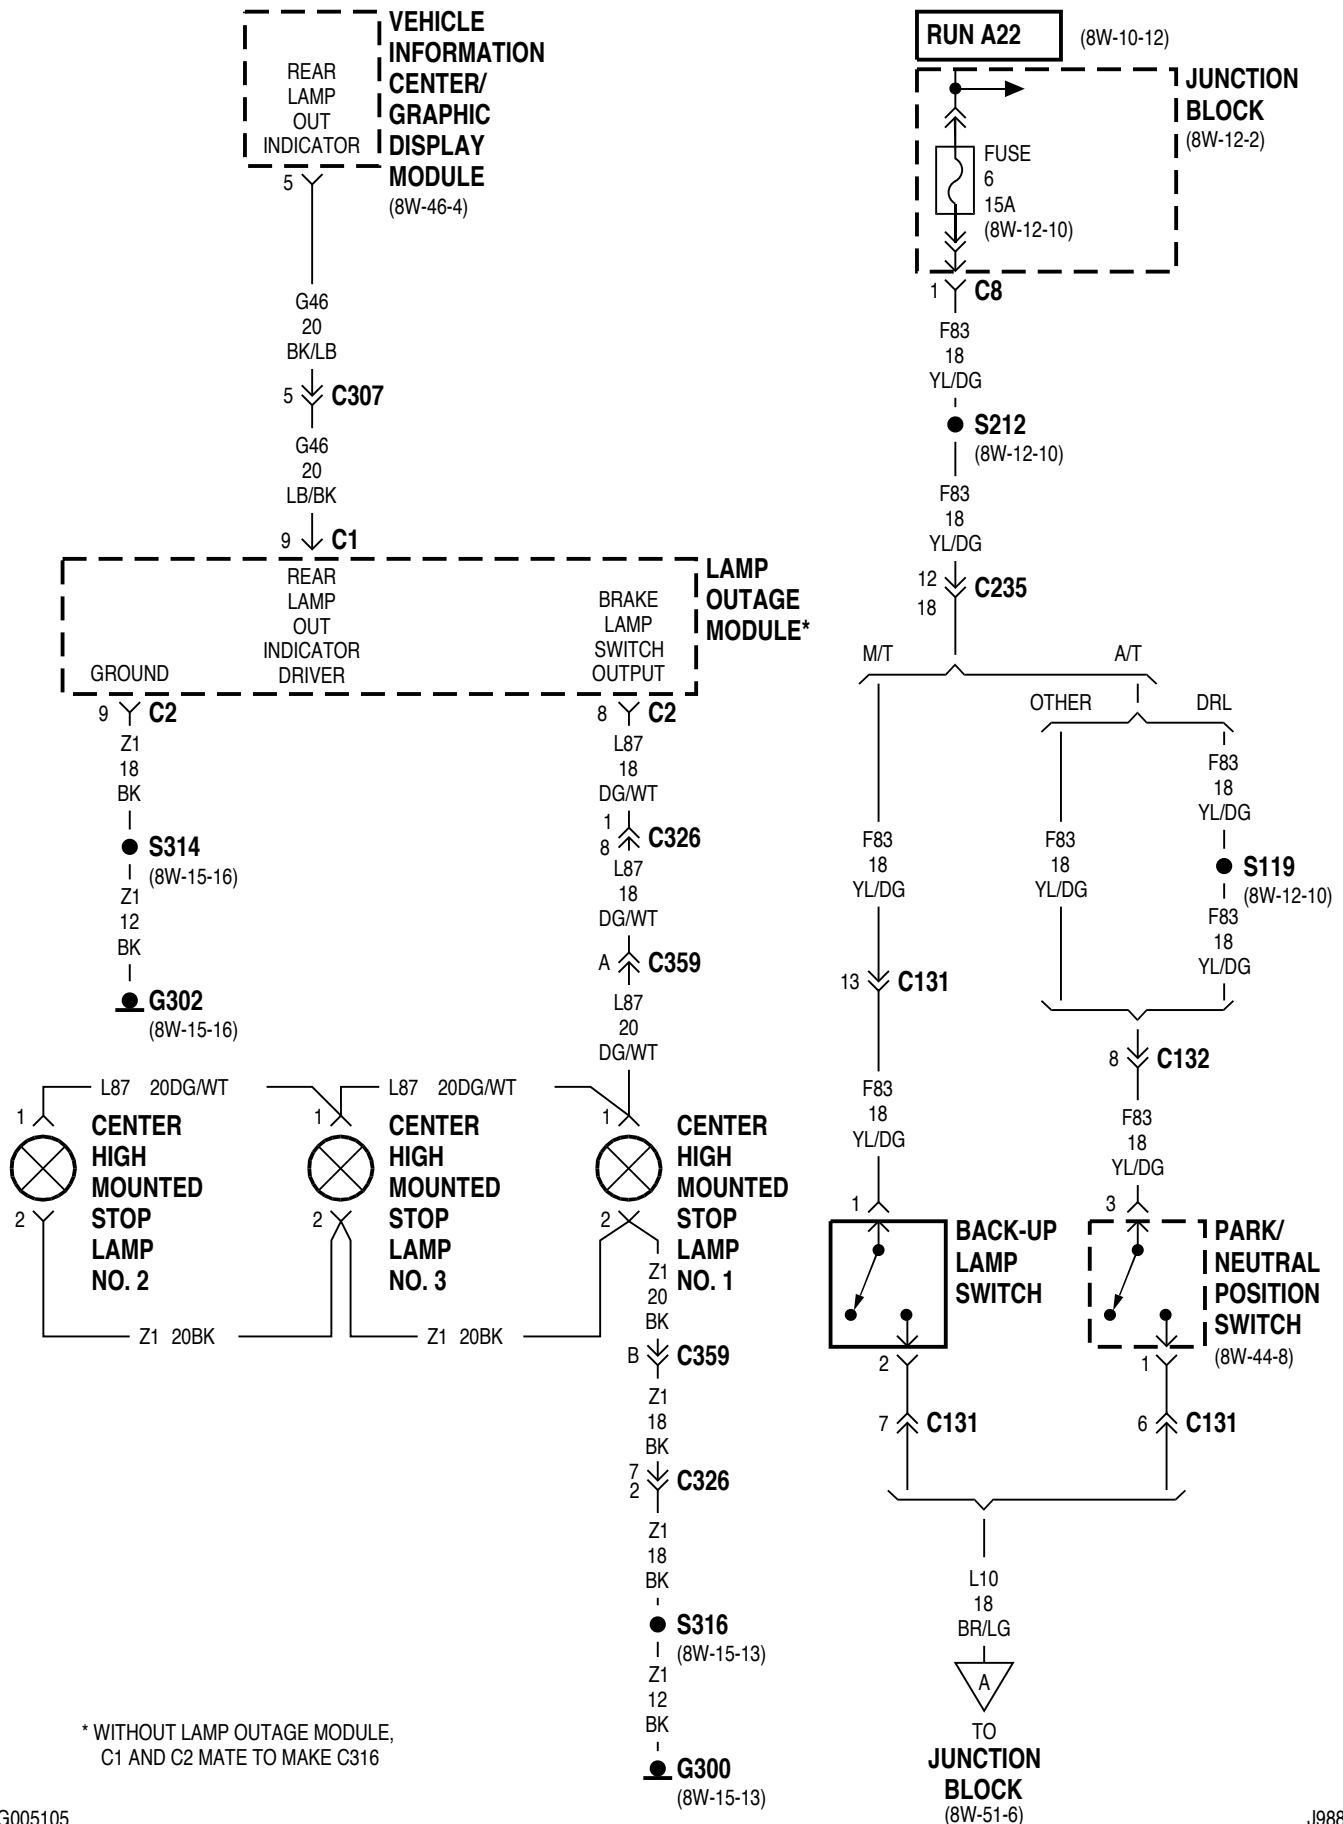 VEHICLE
INFORMATION
CENTER/
GRAPHIC
DISPLAY
MODULE
(8W-46-4)
REAR
LAMP
OUT
INDICATOR
5
G46
20
BK/LB
5 C307
G46
20
LB/BK
9 C1
LAMP
OUTAGE
MODULE*
REAR
LAMP
OUT
INDICATOR
DRIVER
BRAKE
LAMP
SWITCH
OUTPUT
GROUND
9 C2
Z1
18
BK
S314
(8W-15-16)
Z1
12
BK
G302
(8W-15-16)
8 C2
L87
18
DG/WT
1
8 C326
L87
18
DG/WT
A C359
L87
20
DG/WT
L87 20DG/WT
L87 20DG/WT
1
CENTER
HIGH
MOUNTED
STOP
LAMP
NO. 2
2
1
CENTER
HIGH
MOUNTED
STOP
LAMP
NO. 3
2
1
CENTER
HIGH
MOUNTED
STOP
LAMP
NO. 1
2
Z1 20BK
Z1 20BK
Z1
20
BK
B C359
Z1
18
BK
7
2 C326
Z1
18
BK
S316
(8W-15-13)
Z1
12
BK
G300
(8W-15-13)
* WITHOUT LAMP OUTAGE MODULE,
C1 AND C2 MATE TO MAKE C316
RUN A22 (8W-10-12)
JUNCTION
BLOCK
(8W-12-2)
FUSE
6
15A
(8W-12-10)
1 C8
F83
18
YL/DG
S212
(8W-12-10)
F83
18
YL/DG
12
18 C235
M/T A/T
OTHER DRL
F83
18
YL/DG
S119
(8W-12-10)
F83
18
YL/DG
F83
18
YL/DG
F83
18
YL/DG
13 C131
8 C132
F83
18
YL/DG
F83
18
YL/DG
1
BACK-UP
LAMP
SWITCH
2
3
PARK/
NEUTRAL
POSITION
SWITCH
(8W-44-8)
1
7 C131
6 C131
L10
18
BR/LG
A
TO
JUNCTION
BLOCK
(8W-51-6)
G005105
J988